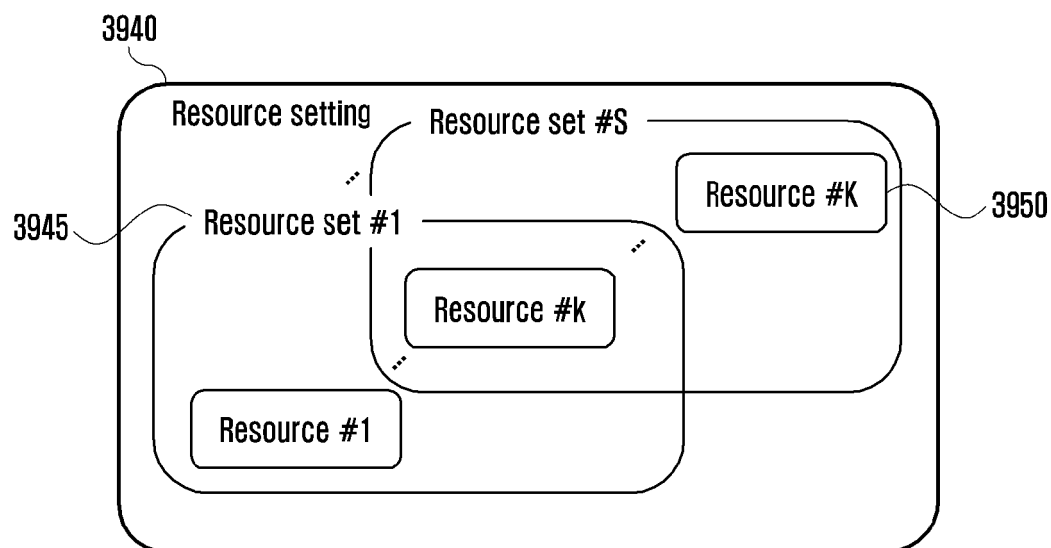 3940
Resource setting
Resource set #S
Resource #K
3950
3945
Resource set #1
Resource #k
Resource #1